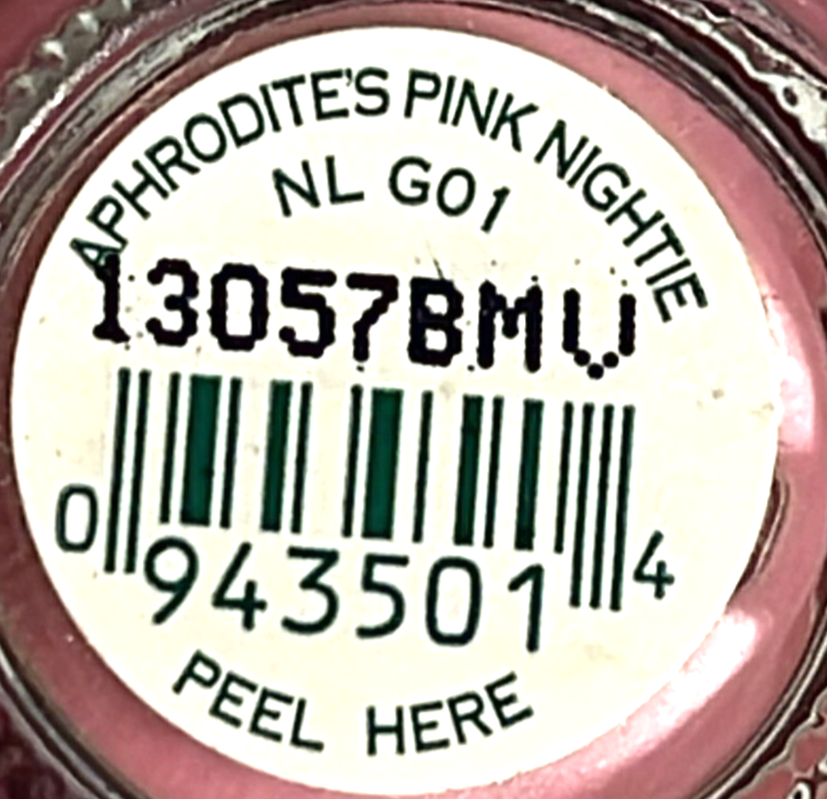 APHRODITE'S PINK NIGHTIE
NL G01
13057BMV
0 943501 4
PEEL HERE